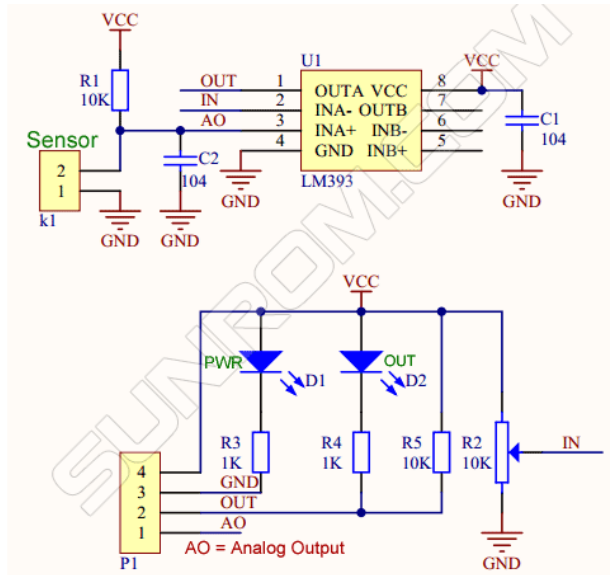 VCC
R1
10K
Sensor
2
1
k1
GND
GND
C2
104
OUT
IN
AO
GND
U1
1
2
3
4
OUTA VCC
INA- OUTB
INA+ INB-
GND INB+
LM393
8
7
6
5
VCC
C1
104
GND
SUNROM.COM
VCC
PWR
D1
OUT
D2
R3
1K
R4
1K
R5
10K
R2
10K
IN
4
3
2
1
GND
OUT
AO
P1
AO = Analog Output
GND